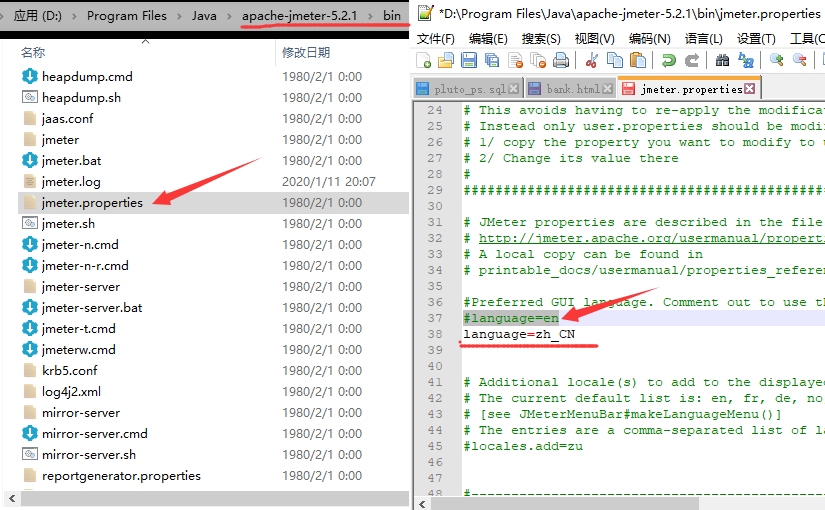 应用 (D:) > Program Files > Java > apache-jmeter-5.2.1 > bin
名称 修改日期
heapdump.cmd 1980/2/1 0:00
heapdump.sh 1980/2/1 0:00
jaas.conf 1980/2/1 0:00
jmeter 1980/2/1 0:00
jmeter.bat 1980/2/1 0:00
jmeter.log 2020/1/11 20:07
jmeter.properties 1980/2/1 0:00
jmeter.sh 1980/2/1 0:00
jmeter-n.cmd 1980/2/1 0:00
jmeter-n-r.cmd 1980/2/1 0:00
jmeter-server 1980/2/1 0:00
jmeter-server.bat 1980/2/1 0:00
jmeter-t.cmd 1980/2/1 0:00
jmeterw.cmd 1980/2/1 0:00
krb5.conf 1980/2/1 0:00
log4j2.xml 1980/2/1 0:00
mirror-server 1980/2/1 0:00
mirror-server.cmd 1980/2/1 0:00
mirror-server.sh 1980/2/1 0:00
reportgenerator.properties 1980/2/1 0:00
*D:\Program Files\Java\apache-jmeter-5.2.1\bin\jmeter.properties
文件(F) 编辑(E) 搜索(S) 视图(V) 编码(N) 语言(L) 设置(T) 工具(
pluto_ps.sql bank.html jmeter.properties
24 # This avoids having to re-apply the modifica
25 # Instead only user.properties should be modi
26 # 1/ copy the property you want to modify to
27 # 2/ Change its value there
28 #
29 ################################################
30
31 # JMeter properties are described in the file
32 # http://jmeter.apache.org/usermanual/properti
33 # A local copy can be found in
34 # printable_docs/usermanual/properties_refere
35
36 #Preferred GUI language. Comment out to use th
37 #language=en
38 language=zh_CN
39
40
41 # Additional locale(s) to add to the displayed
42 # The current default list is: en, fr, de, no
43 # [see JMeterMenuBar#makeLanguageMenu()]
44 # The entries are a comma-separated list of la
45 #locales.add=zu
46
47
48 #---------------------------------------------